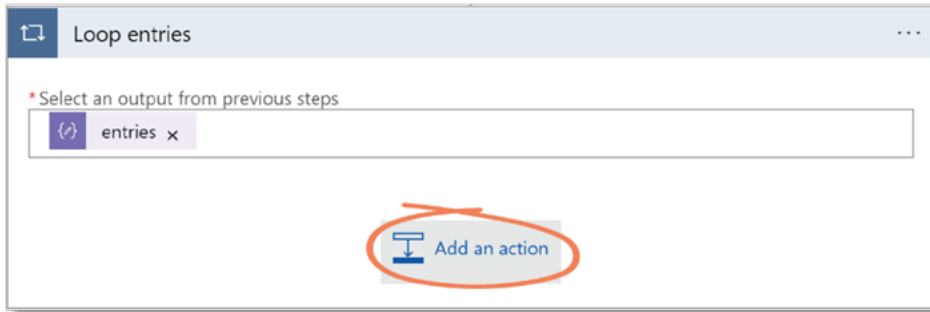 Loop entries
...
* Select an output from previous steps
entries ×
Add an action